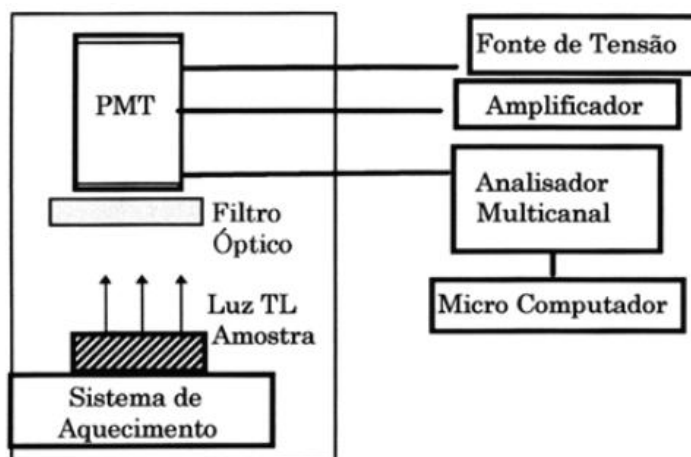 PMT
Fonte de Tensão
Amplificador
Analisador
Multicanal
Micro Computador
Filtro
Óptico
Luz TL
Amostra
Sistema de
Aquecimento